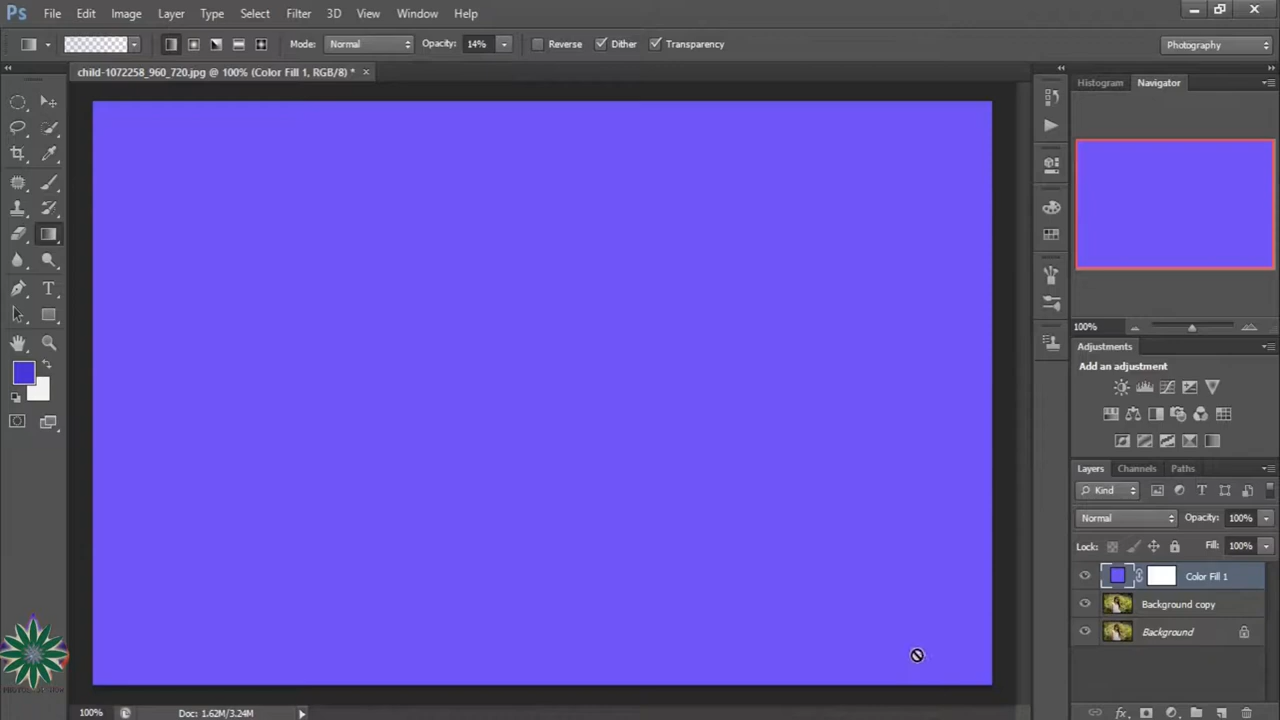 Ps File Edit Image Layer Type Select Filter 3D View Window Help
Mode: Normal Opacity: 14% Reverse Dither Transparency Photography
child-1072258_960_720.jpg @ 100% (Color Fill 1, RGB/8) * ×
Histogram Navigator
100%
Adjustments
Add an adjustment
Layers Channels Paths
Kind
Normal Opacity: 100%
Lock: Fill: 100%
Color Fill 1
Background copy
Background
100% Doc: 1.62M/3.24M